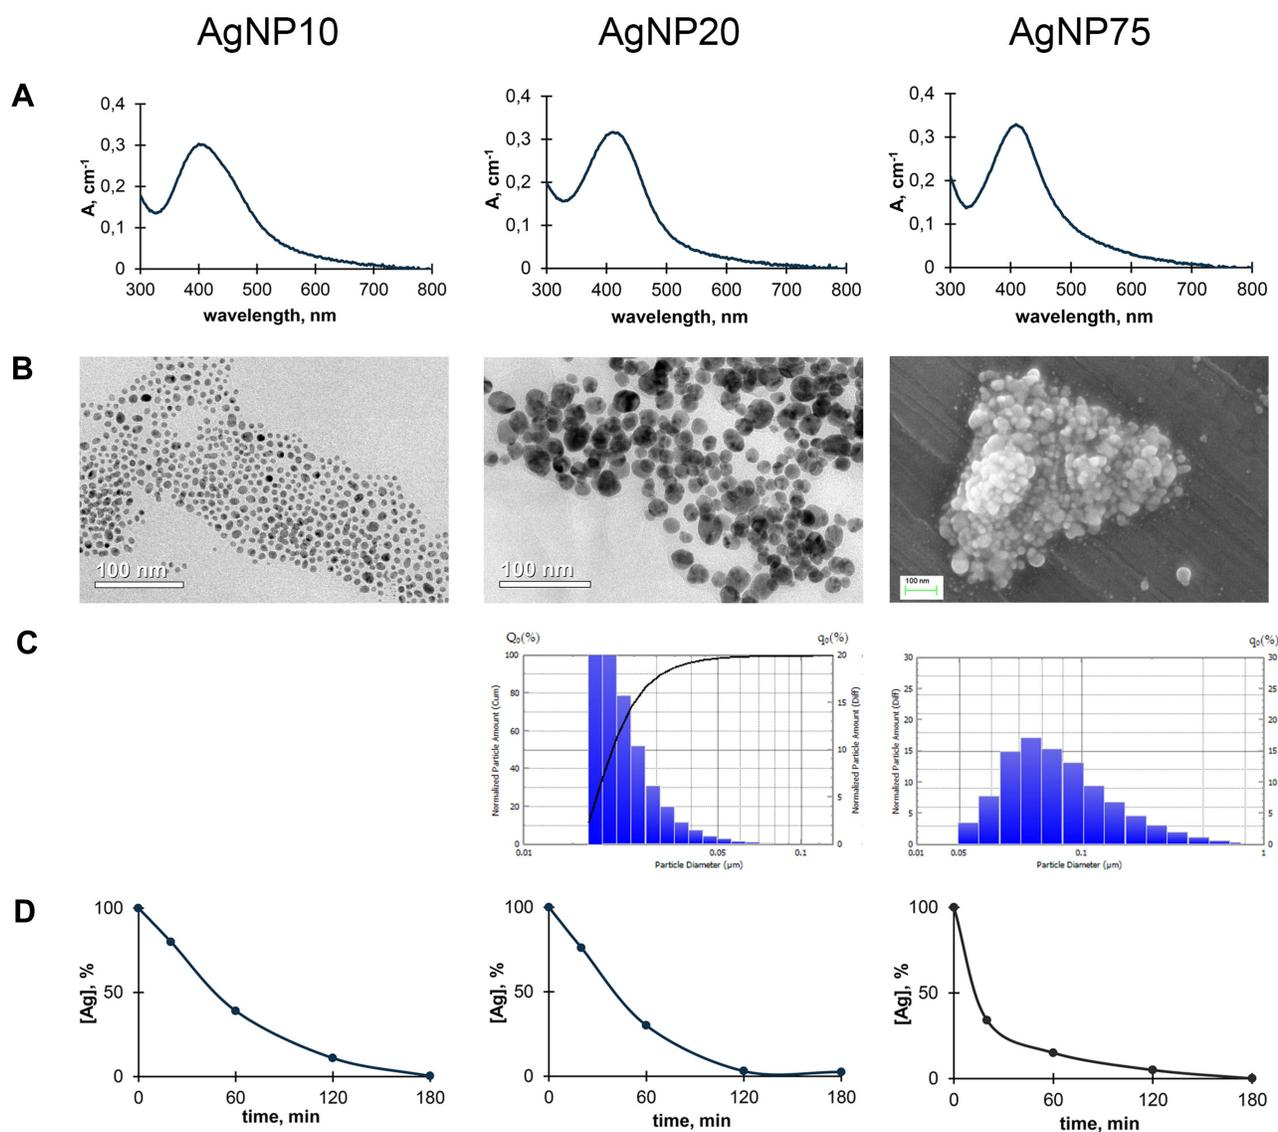 AgNP10
AgNP20
AgNP75
A
0,4
0,3
0,2
0,1
0
A, cm-1
300 400 500 600 700 800
wavelength, nm
0,4
0,3
0,2
0,1
0
A, cm-1
300 400 500 600 700 800
wavelength, nm
0,4
0,3
0,2
0,1
0
A, cm-1
300 400 500 600 700 800
wavelength, nm
B
100 nm
100 nm
100 nm
C
Q0(%)
q0(%)
100
80
60
40
20
0
Normalized Particle Amount (Cum)
20
15
10
5
0
Normalized Particle Amount (Diff)
0.01 0.05 0.1
Particle Diameter (µm)
q0(%)
30
25
20
15
10
5
0
Normalized Particle Amount (Diff)
30
25
20
15
10
5
0
0.01 0.05 0.1 1
Particle Diameter (µm)
D
100
50
0
[Ag], %
0 60 120 180
time, min
100
50
0
[Ag], %
0 60 120 180
time, min
100
50
0
[Ag], %
0 60 120 180
time, min